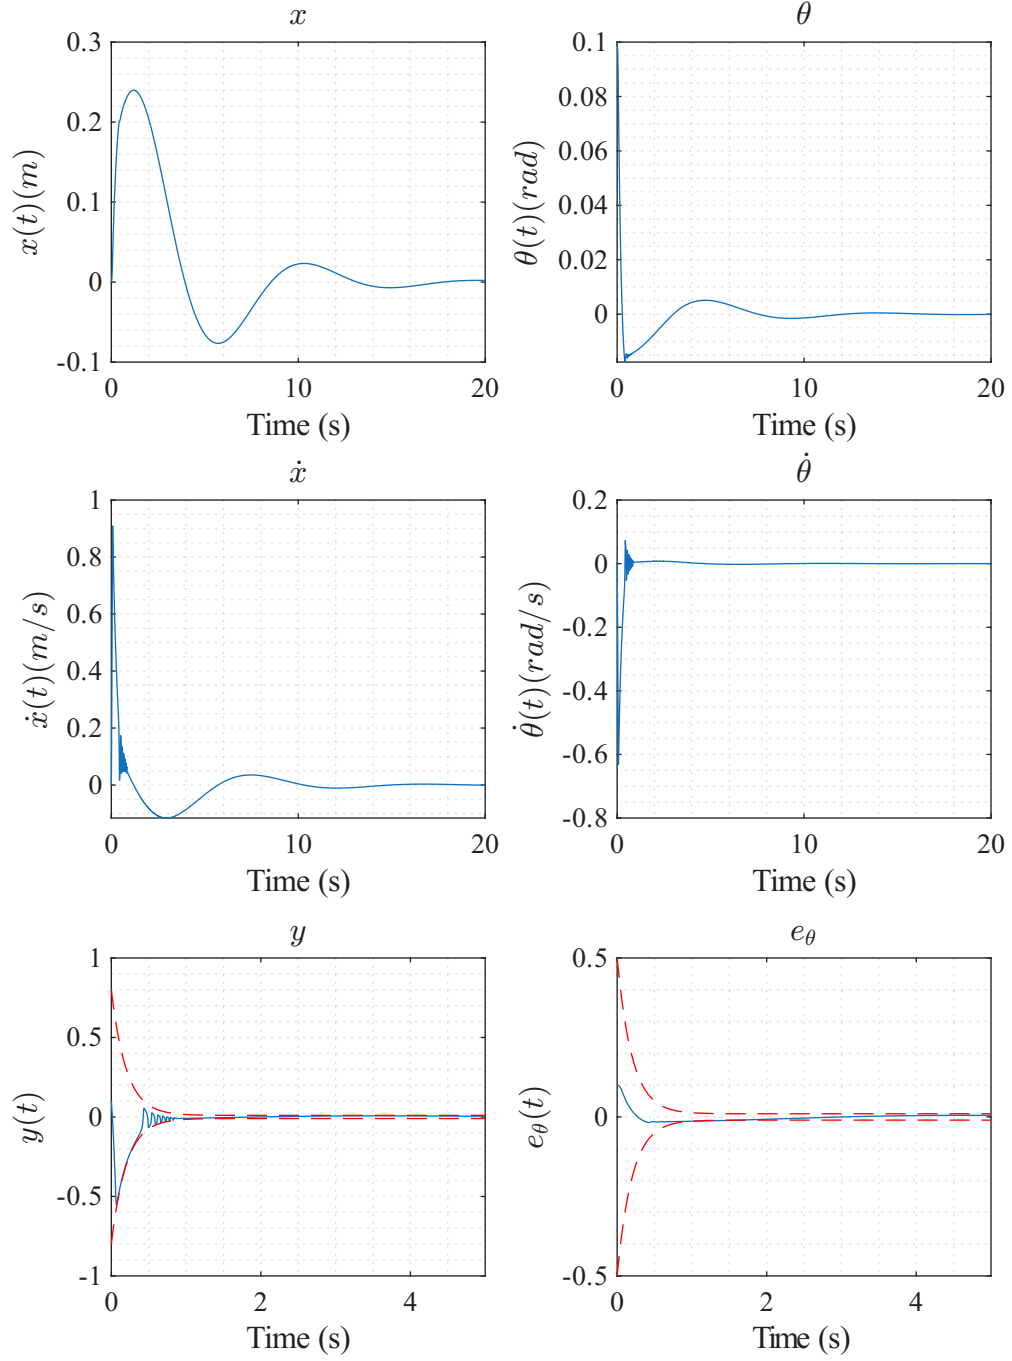 x
0.3
0.2
0.1
0
-0.1
x(t)(m)
0 10 20
Time (s)
θ
0.1
0.08
0.06
0.04
0.02
0
θ(t)(rad)
0 10 20
Time (s)
ẋ
1
0.8
0.6
0.4
0.2
0
ẋ(t)(m/s)
0 10 20
Time (s)
θ̇
0.2
0
-0.2
-0.4
-0.6
-0.8
θ̇(t)(rad/s)
0 10 20
Time (s)
y
1
0.5
0
-0.5
-1
y(t)
0 2 4
Time (s)
e_θ
0.5
0
-0.5
e_θ(t)
0 2 4
Time (s)